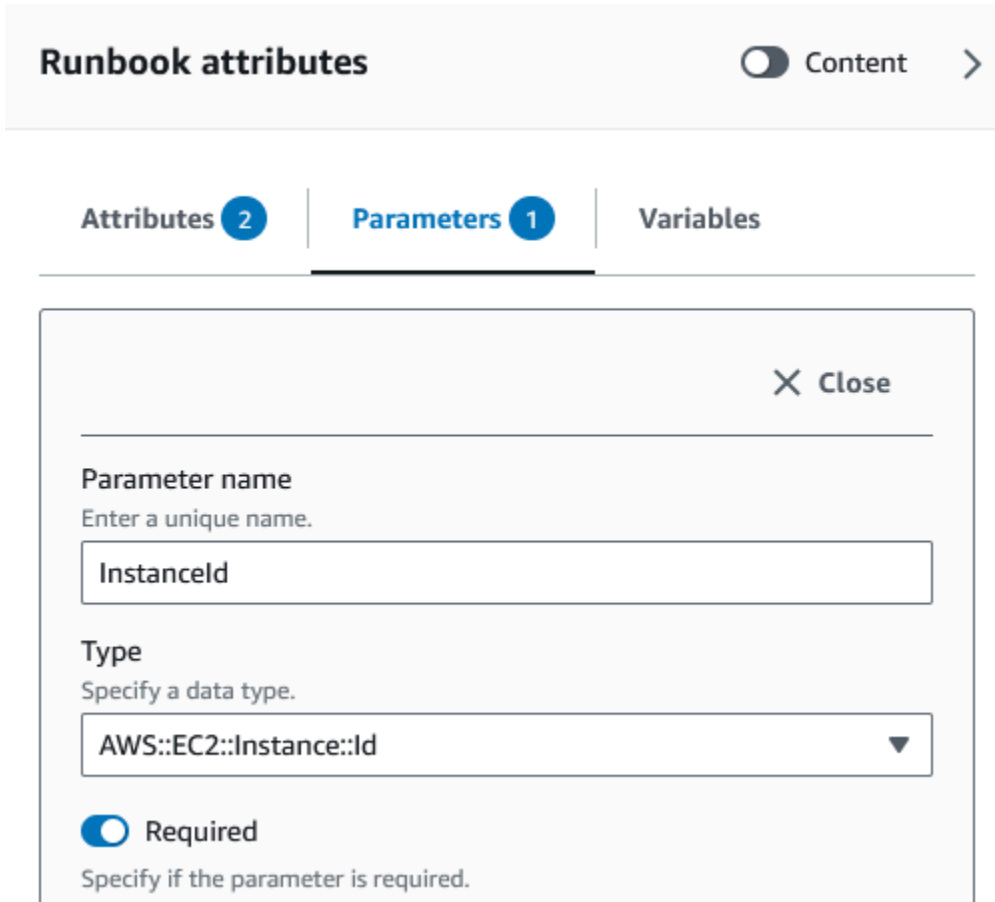 Runbook attributes Content
Attributes 2 Parameters 1 Variables
Close
Parameter name
Enter a unique name.
InstanceId
Type
Specify a data type.
AWS::EC2::Instance::Id
Required
Specify if the parameter is required.